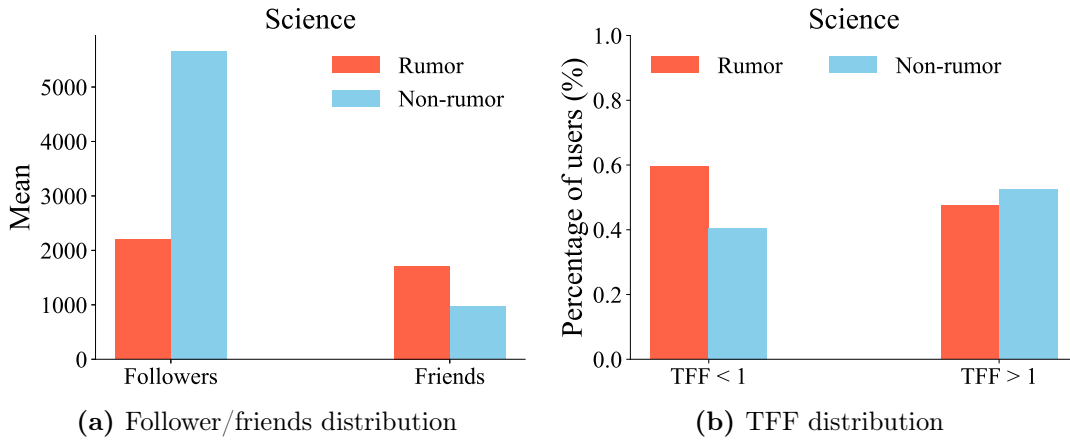 Science
Mean
5000
4000
3000
2000
1000
0
Rumor
Non-rumor
Followers
Friends
(a) Follower/friends distribution
Science
Percentage of users (%)
1.0
0.8
0.6
0.4
0.2
0.0
Rumor
Non-rumor
TFF < 1
TFF > 1
(b) TFF distribution